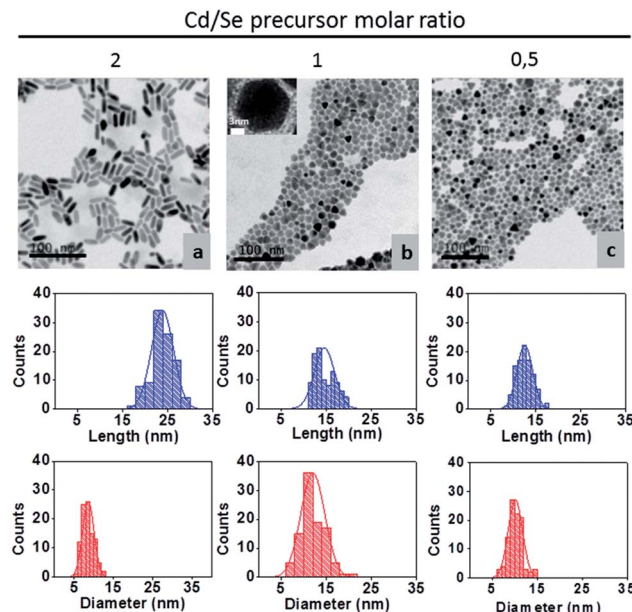 Cd/Se precursor molar ratio
2 1 0,5
3nm
100 nm a 100 nm b 100 nm c
40 40 40
30 30 30
20 20 20
10 10 10
0 0 0
Counts Counts Counts
5 15 25 35 5 15 25 35 5 15 25 35
Length (nm) Length (nm) Length (nm)
40 40 40
30 30 30
20 20 20
10 10 10
0 0 0
Counts Counts Counts
5 15 25 35 5 15 25 35 5 15 25 35
Diameter (nm) Diameter (nm) Diameter (nm)